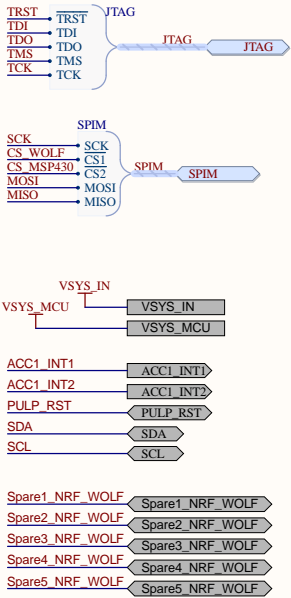 JTAG
TRST TRST
TDI TDI
TDO TDO JTAG JTAG
TMS TMS
TCK TCK
SPIM
SCK SCK
CS_WOLF CS1
CS_MSP430 CS2 SPIM SPIM
MOSI MOSI
MISO MISO
VSYS_IN
VSYS_MCU VSYS_IN
VSYS_MCU
ACC1_INT1 ACC1_INT1
ACC1_INT2 ACC1_INT2
PULP_RST PULP_RST
SDA SDA
SCL SCL
Spare1_NRF_WOLF Spare1_NRF_WOLF
Spare2_NRF_WOLF Spare2_NRF_WOLF
Spare3_NRF_WOLF Spare3_NRF_WOLF
Spare4_NRF_WOLF Spare4_NRF_WOLF
Spare5_NRF_WOLF Spare5_NRF_WOLF